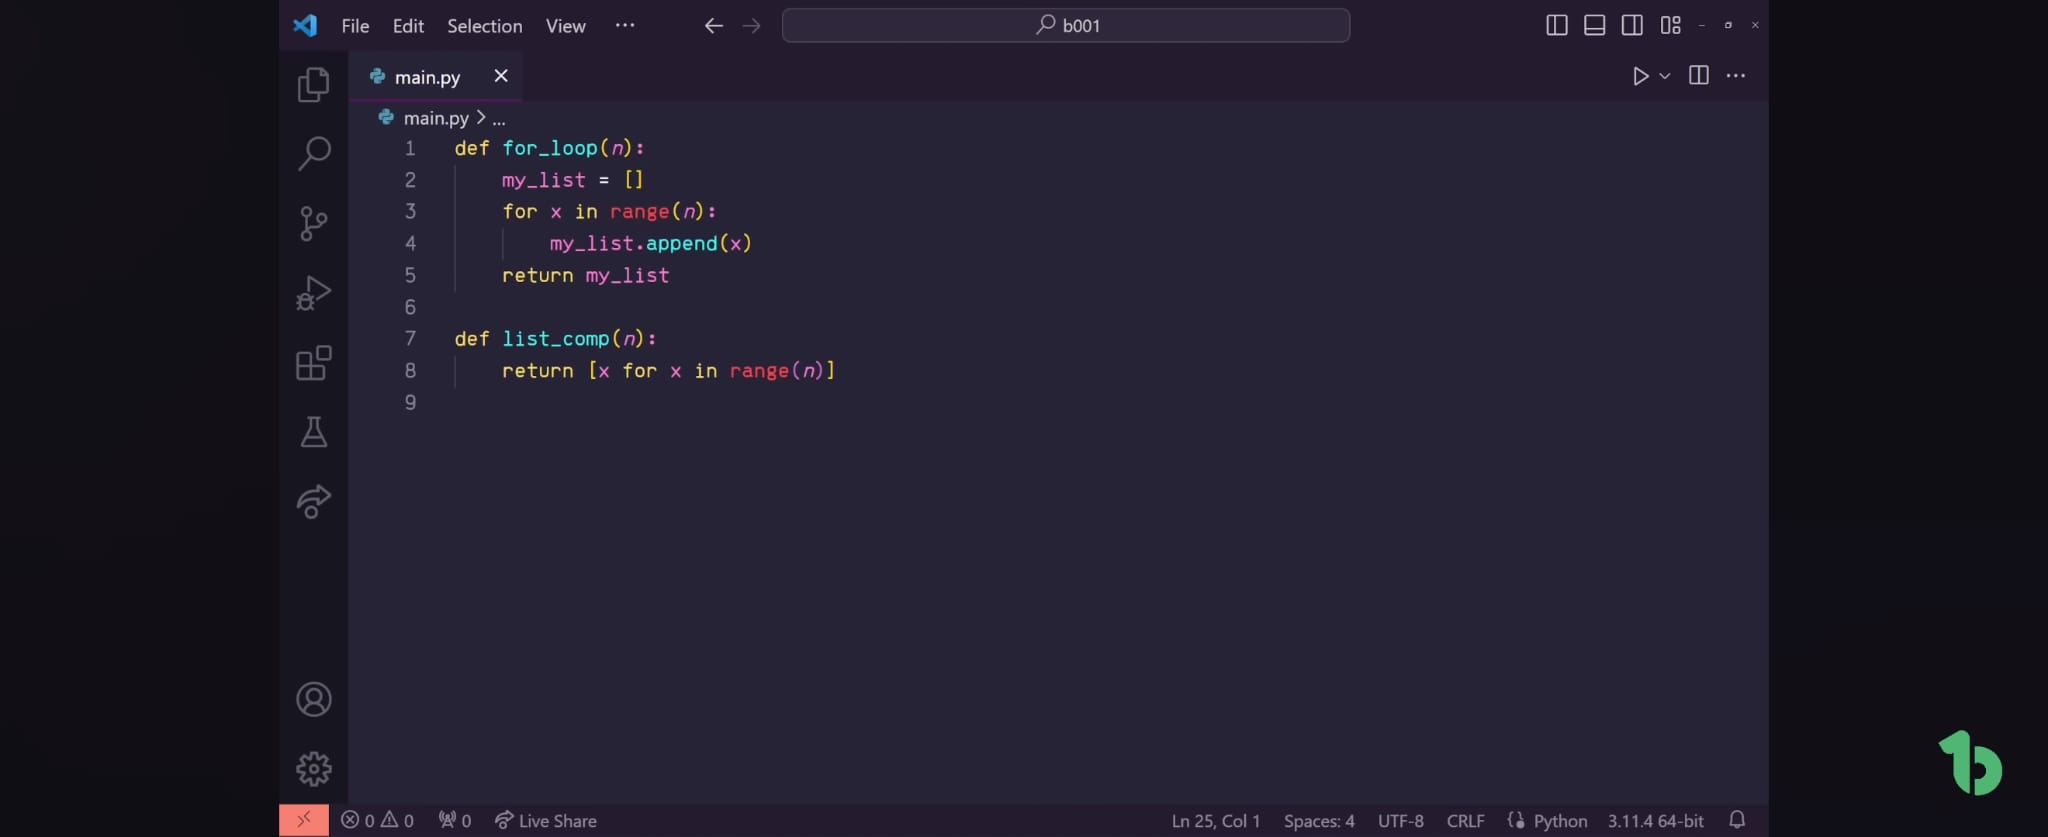 File Edit Selection View ··· b001
main.py
main.py > ...
1 def for_loop(n):
2     my_list = []
3     for x in range(n):
4         my_list.append(x)
5     return my_list
6
7 def list_comp(n):
8     return [x for x in range(n)]
9
0 0 0 Live Share Ln 25, Col 1 Spaces: 4 UTF-8 CRLF Python 3.11.4 64-bit
1b